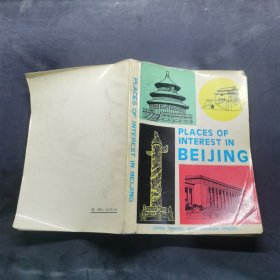 PLACES OF INTEREST IN BEIJING
PLACES OF
INTEREST IN
BEIJING
CHINA TRAVEL AND TOURISM PRESS